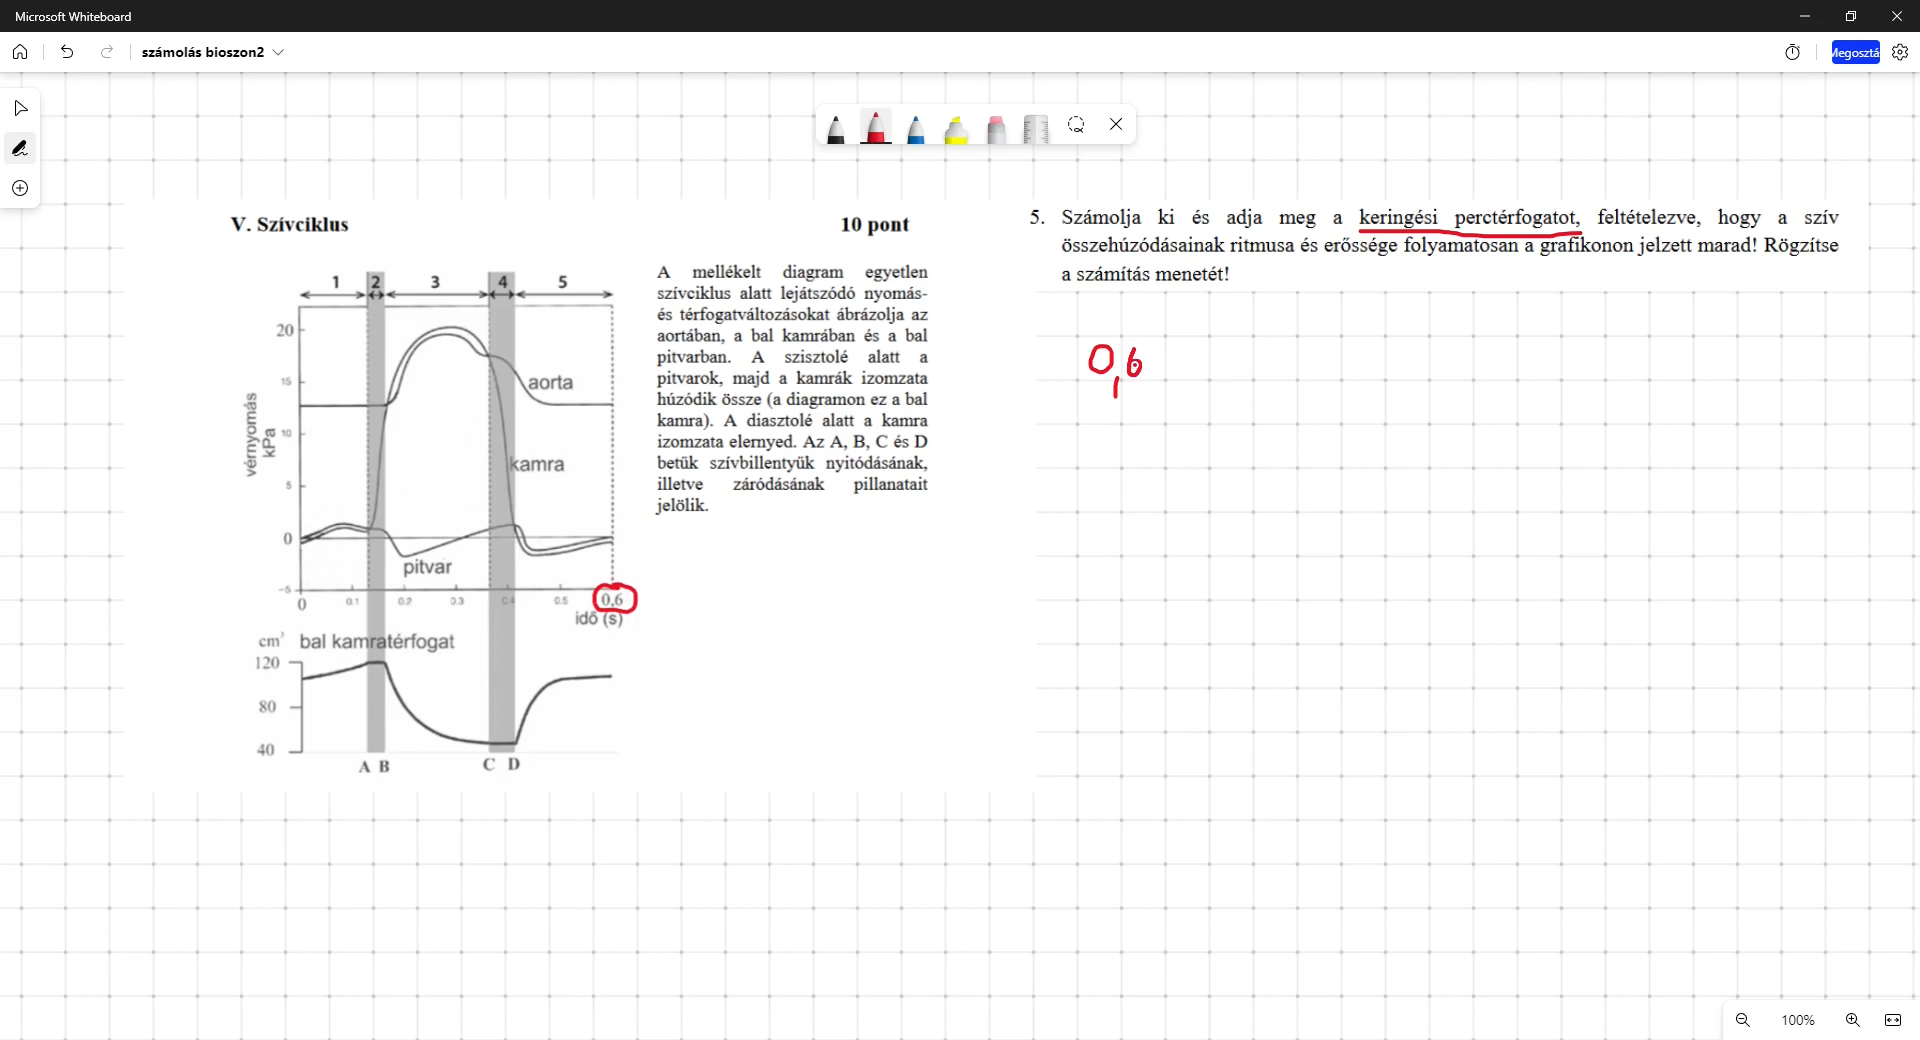 Microsoft Whiteboard
számolás bioszon2
Megosztá
V. Szívciklus
10 pont
1 2 3 4 5
20
15
10
5
0
-5
vérnyomás
kPa
aorta
kamra
pitvar
0 0.1 0.2 0.3 0.4 0.5 0,6
idő (s)
cm³ bal kamratérfogat
120
80
40
A B C D
A mellékelt diagram egyetlen
szívciklus alatt lejátszódó nyomás-
és térfogatváltozásokat ábrázolja az
aortában, a bal kamrában és a bal
pitvarban. A szisztolé alatt a
pitvarok, majd a kamrák izomzata
húzódik össze (a diagramon ez a bal
kamra). A diasztolé alatt a kamra
izomzata elernyed. Az A, B, C és D
betűk szívbillentyűk nyitódásának,
illetve záródásának pillanatait
jelölik.
5. Számolja ki és adja meg a keringési perctérfogatot, feltételezve, hogy a szív
összehúzódásainak ritmusa és erőssége folyamatosan a grafikonon jelzett marad! Rögzítse
a számítás menetét!
0,6
100%